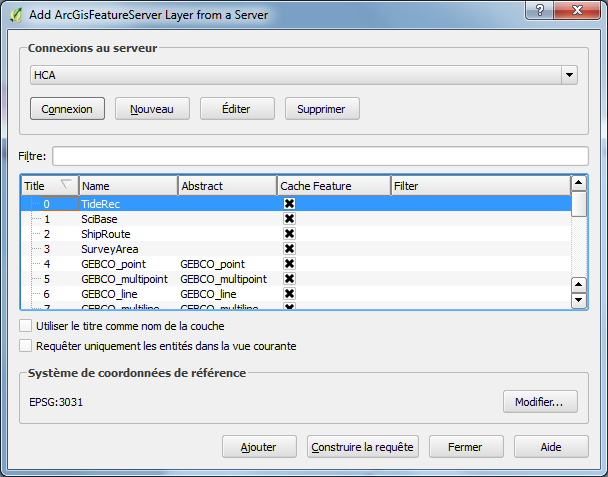 Add ArcGisFeatureServer Layer from a Server
Connexions au serveur
HCA
Connexion Nouveau Éditer Supprimer
Filtre:
Title Name Abstract Cache Feature Filter
0 TideRec
1 SciBase
2 ShipRoute
3 SurveyArea
4 GEBCO_point GEBCO_point
5 GEBCO_multipoint GEBCO_multipoint
6 GEBCO_line GEBCO_line
7 GEBCO_multiline GEBCO_multiline
Utiliser le titre comme nom de la couche
Requêter uniquement les entités dans la vue courante
Système de coordonnées de référence
EPSG:3031 Modifier...
Ajouter Construire la requête Fermer Aide